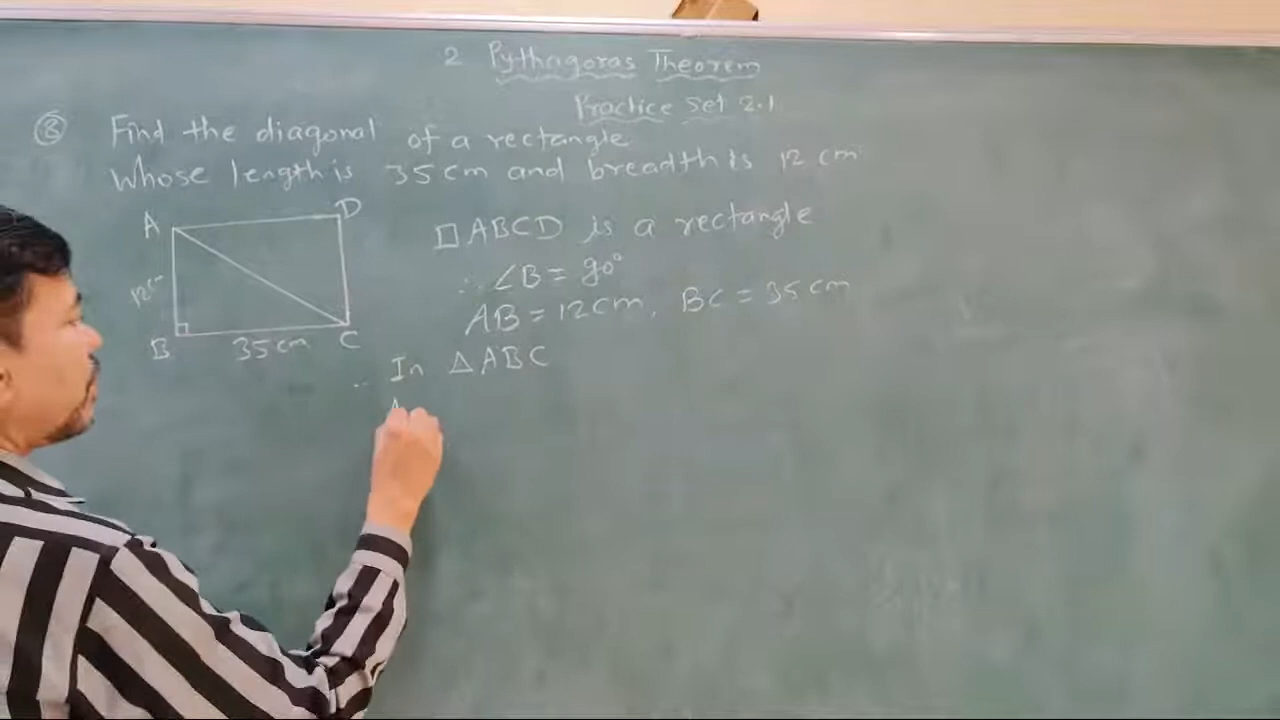 2 Pythagoras Theorem
Practice Set 2.1
⑧ Find the diagonal of a rectangle
Whose length is 35 cm and breadth is 12 cm
A D
B C
35 cm
□ABCD is a rectangle
∴ ∠B = 90°
AB = 12 cm, BC = 35 cm
∴ In △ABC
A